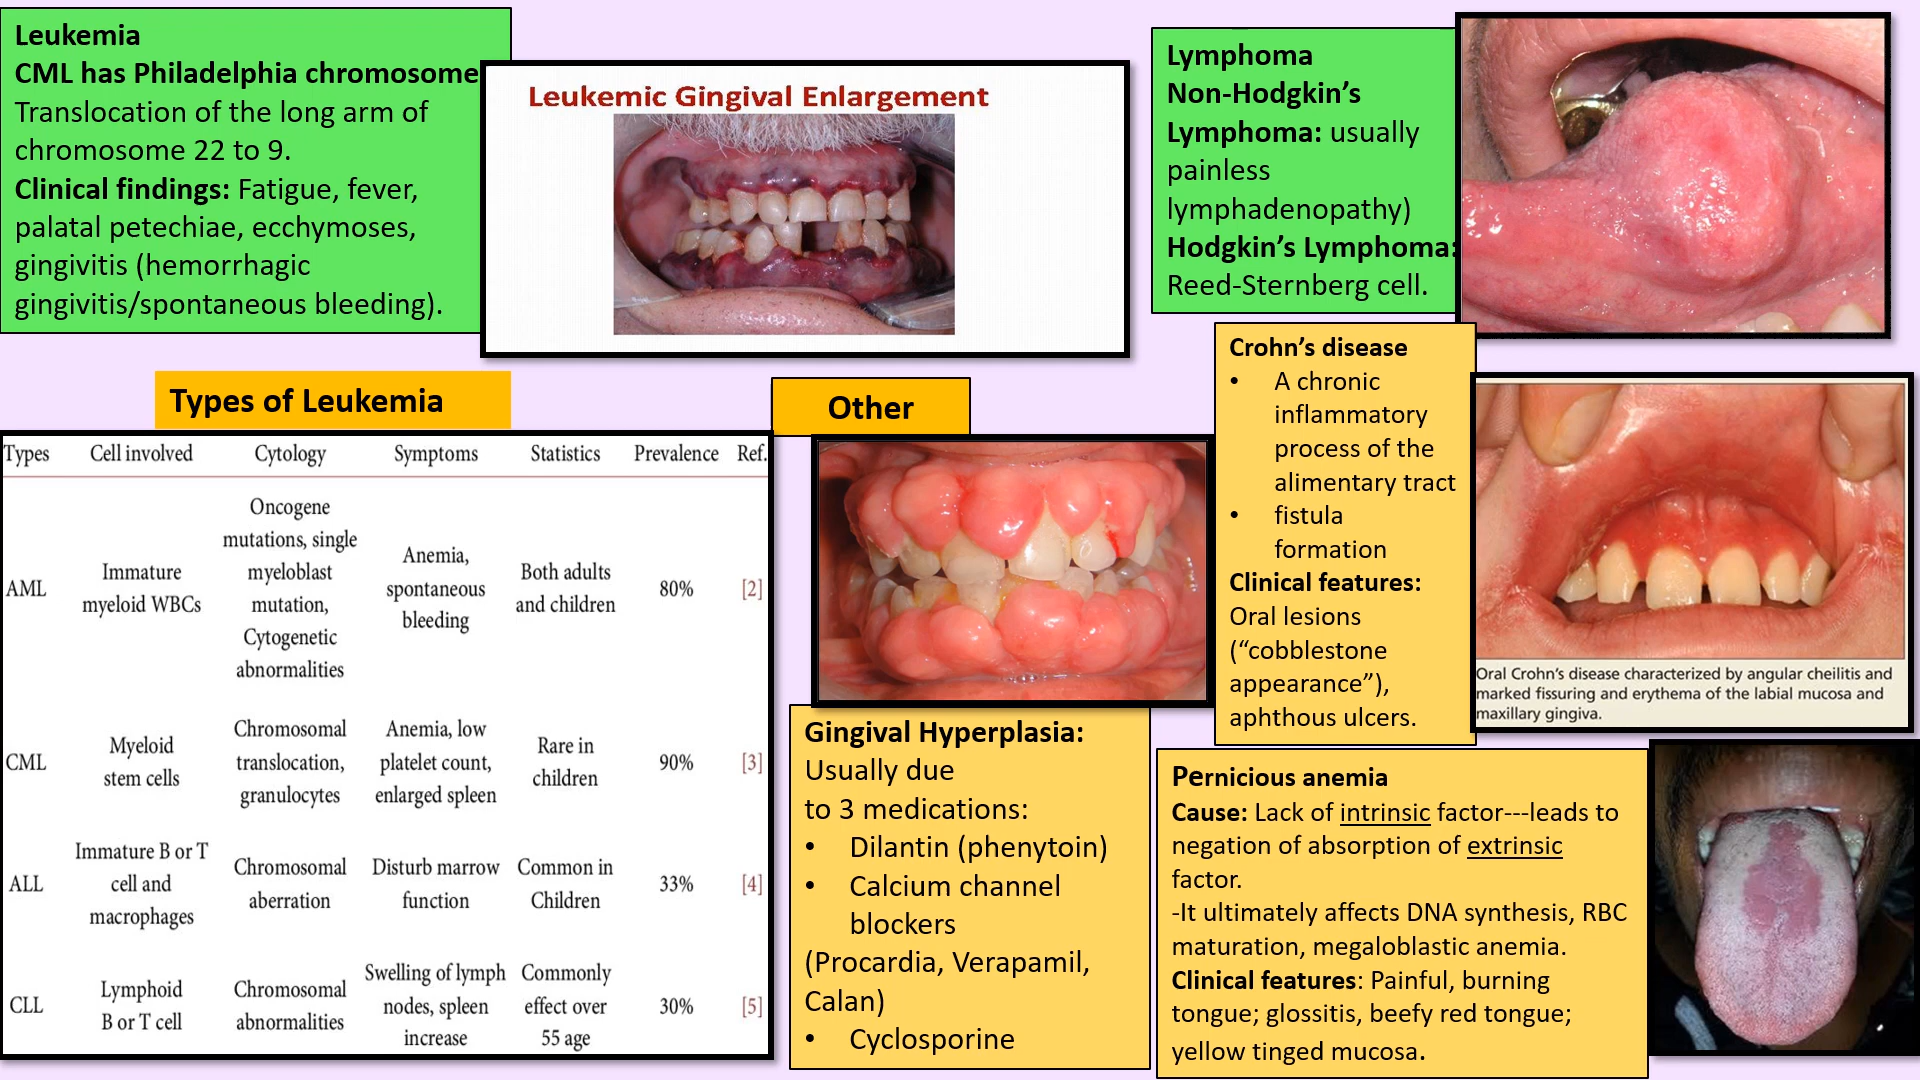 Leukemia
CML has Philadelphia chromosome
Translocation of the long arm of
chromosome 22 to 9.
Clinical findings: Fatigue, fever,
palatal petechiae, ecchymoses,
gingivitis (hemorrhagic
gingivitis/spontaneous bleeding).
Leukemic Gingival Enlargement
Lymphoma
Non-Hodgkin’s
Lymphoma: usually
painless
lymphadenopathy)
Hodgkin’s Lymphoma:
Reed-Sternberg cell.
Types of Leukemia
Types Cell involved Cytology Symptoms Statistics Prevalence Ref.
AML
Immature
myeloid WBCs
Oncogene
mutations, single
myeloblast
mutation,
Cytogenetic
abnormalities
Anemia,
spontaneous
bleeding
Both adults
and children
80%
[2]
CML
Myeloid
stem cells
Chromosomal
translocation,
granulocytes
Anemia, low
platelet count,
enlarged spleen
Rare in
children
90%
[3]
ALL
Immature B or T
cell and
macrophages
Chromosomal
aberration
Disturb marrow
function
Common in
Children
33%
[4]
CLL
Lymphoid
B or T cell
Chromosomal
abnormalities
Swelling of lymph
nodes, spleen
increase
Commonly
effect over
55 age
30%
[5]
Other
Gingival Hyperplasia:
Usually due
to 3 medications:
• Dilantin (phenytoin)
• Calcium channel
blockers
(Procardia, Verapamil,
Calan)
• Cyclosporine
Crohn’s disease
• A chronic
inflammatory
process of the
alimentary tract
• fistula
formation
Clinical features:
Oral lesions
(“cobblestone
appearance”),
aphthous ulcers.
Oral Crohn’s disease characterized by angular cheilitis and
marked fissuring and erythema of the labial mucosa and
maxillary gingiva.
Pernicious anemia
Cause: Lack of intrinsic factor---leads to
negation of absorption of extrinsic
factor.
-It ultimately affects DNA synthesis, RBC
maturation, megaloblastic anemia.
Clinical features: Painful, burning
tongue; glossitis, beefy red tongue;
yellow tinged mucosa.